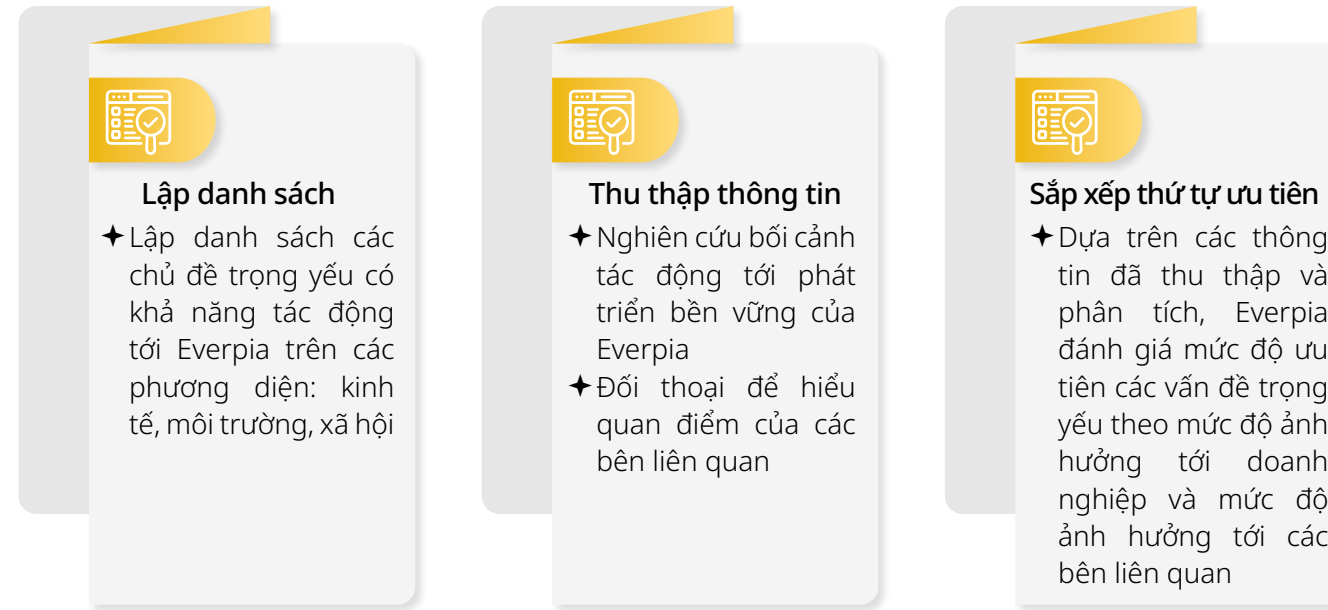 Lập danh sách
Lập danh sách các
chủ đề trọng yếu có
khả năng tác động
tới Everpia trên các
phương diện: kinh
tế, môi trường, xã hội
Thu thập thông tin
Nghiên cứu bối cảnh
tác động tới phát
triển bền vững của
Everpia
Đối thoại để hiểu
quan điểm của các
bên liên quan
Sắp xếp thứ tự ưu tiên
Dựa trên các thông
tin đã thu thập và
phân tích, Everpia
đánh giá mức độ ưu
tiên các vấn đề trọng
yếu theo mức độ ảnh
hưởng tới doanh
nghiệp và mức độ
ảnh hưởng tới các
bên liên quan